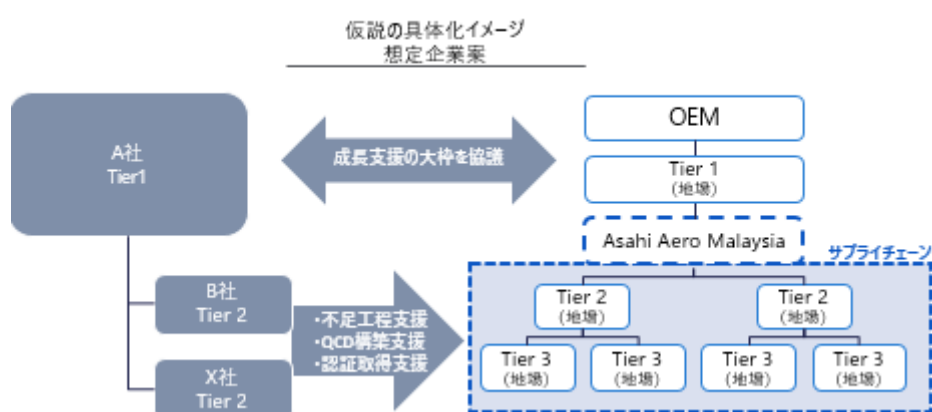 仮説の具体化イメージ
想定企業案
A社
Tier1
成長支援の大枠を協議
OEM
Tier 1
(地場)
Asahi Aero Malaysia
サプライチェーン
B社
Tier 2
・不足工程支援
・QCD構築支援
・認証取得支援
X社
Tier 2
Tier 2
(地場)
Tier 2
(地場)
Tier 3
(地場)
Tier 3
(地場)
Tier 3
(地場)
Tier 3
(地場)